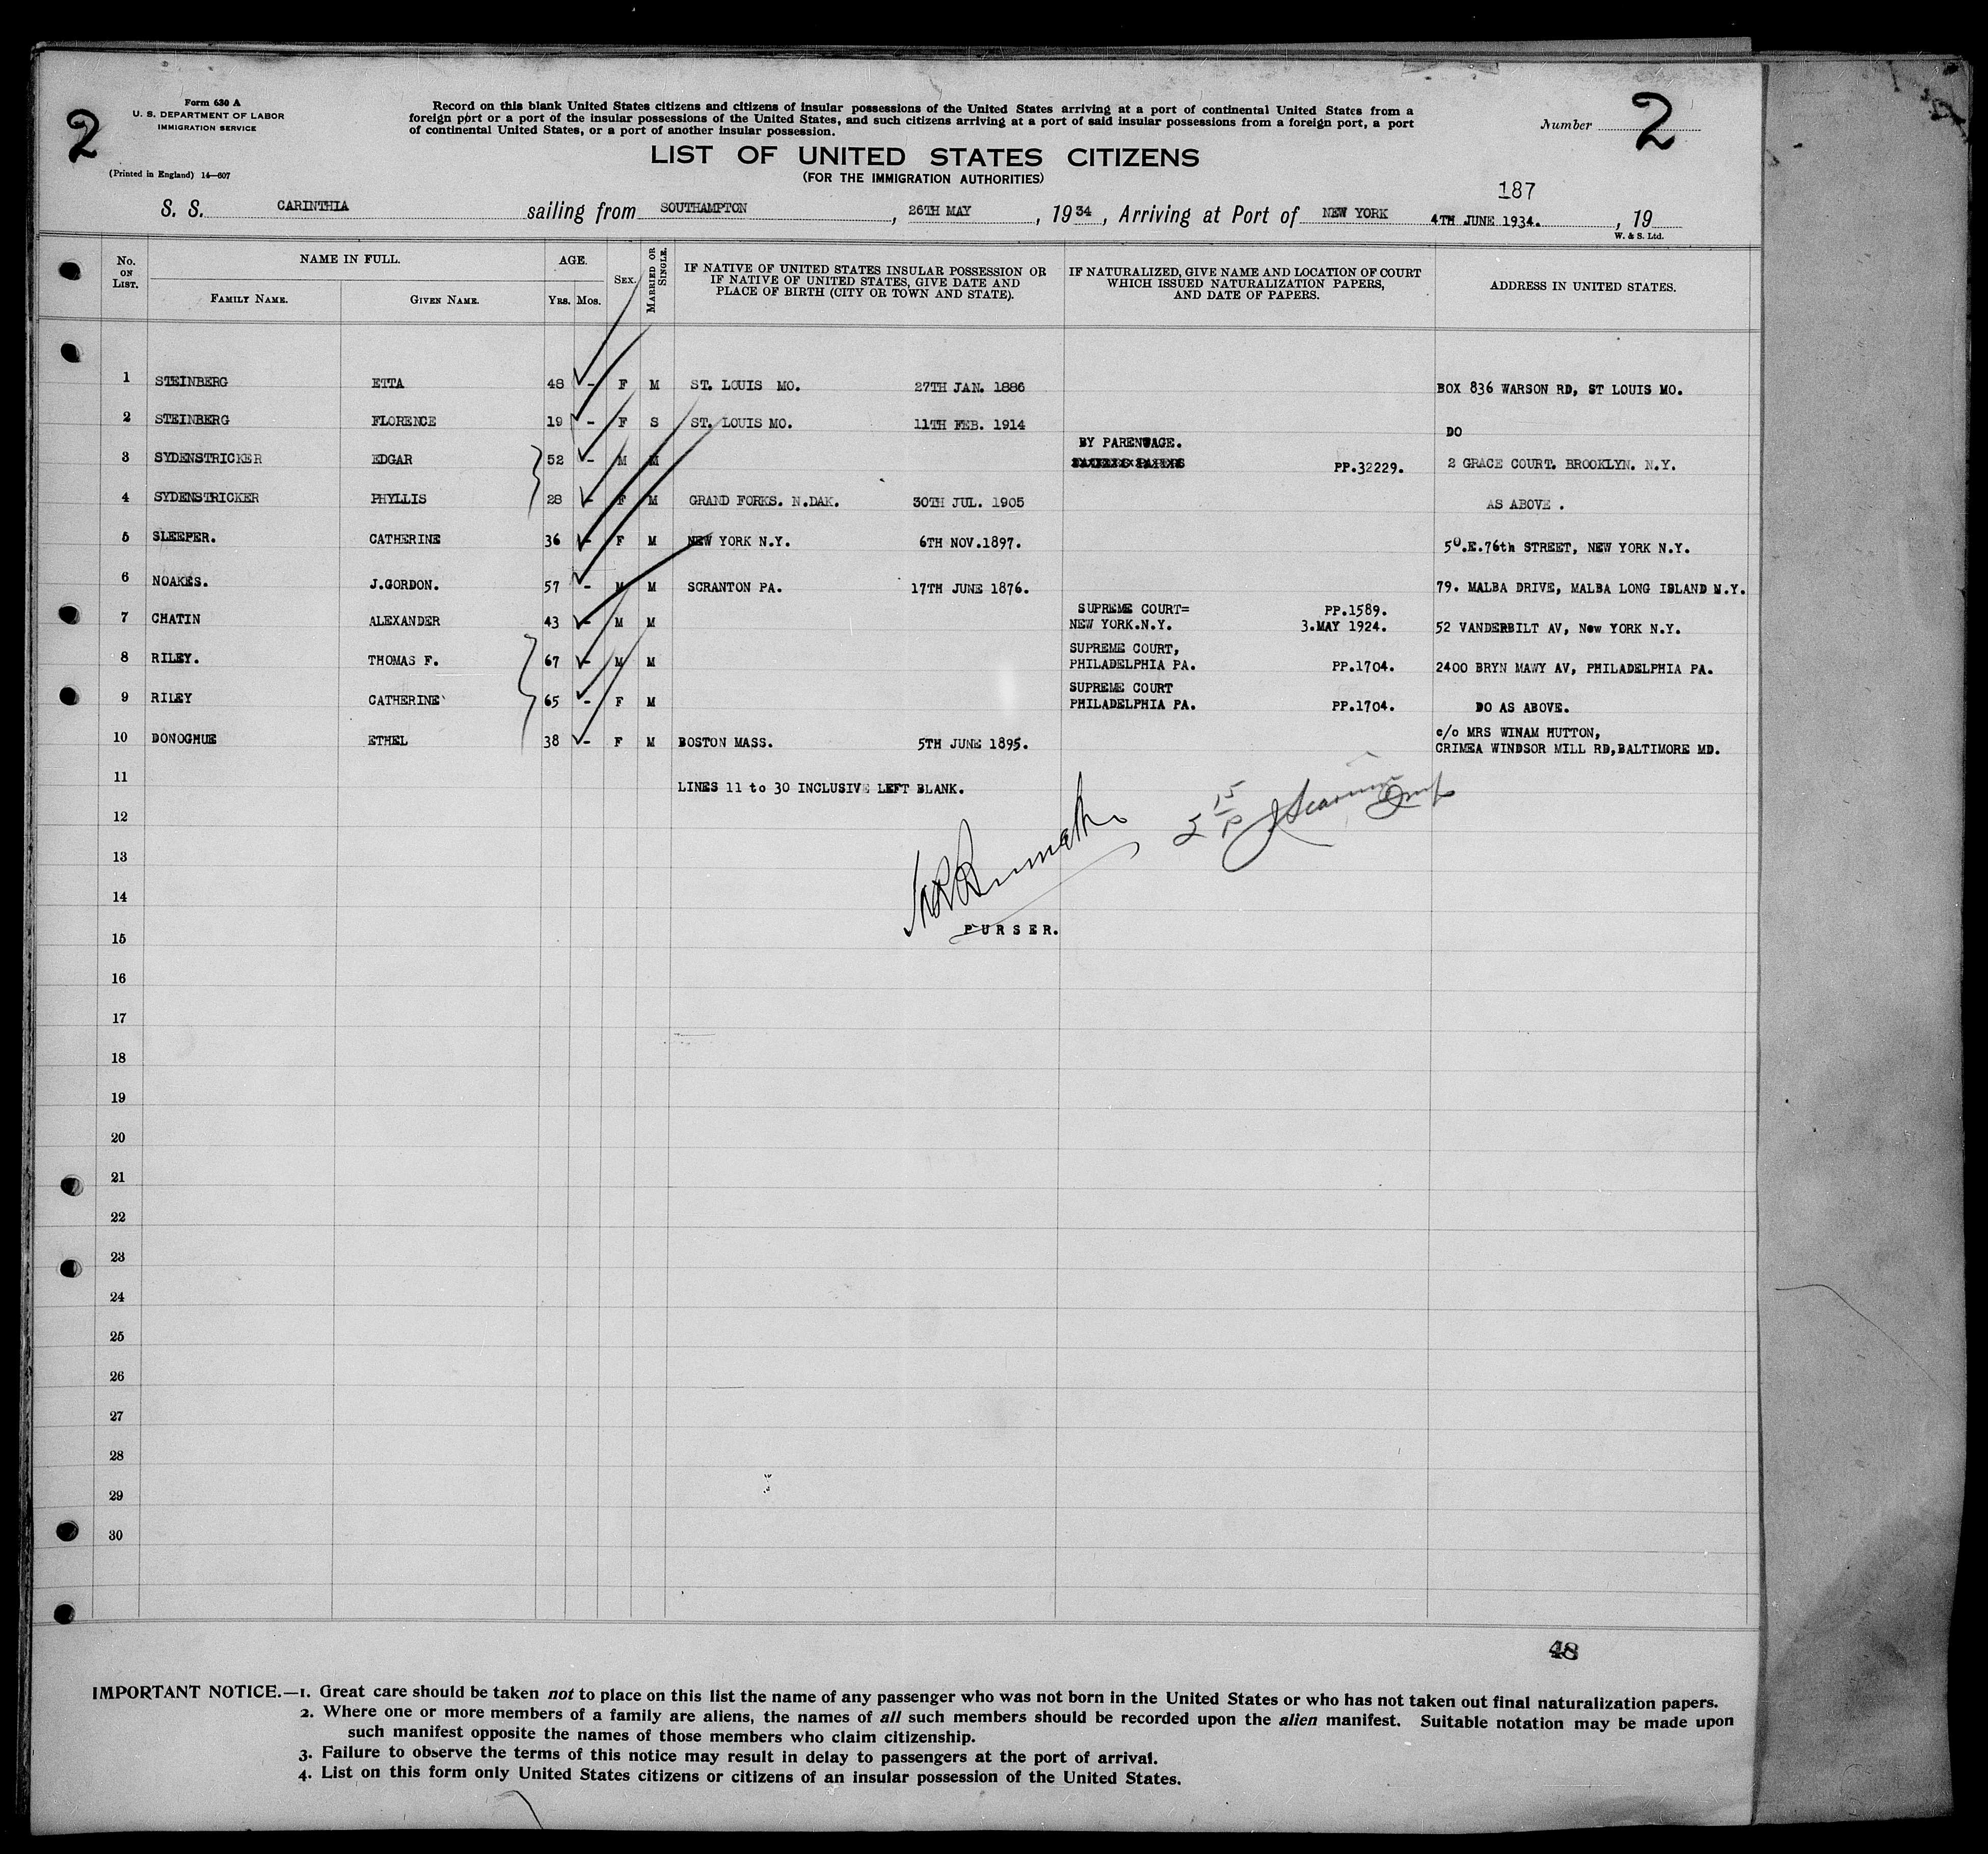 2
Form 630 A
U. S. DEPARTMENT OF LABOR
IMMIGRATION SERVICE
(Printed in England) 14—607
Record on this blank United States citizens and citizens of insular possessions of the United States arriving at a port of continental United States from a
foreign port or a port of the insular possessions of the United States, and such citizens arriving at a port of said insular possessions from a foreign port, a port
of continental United States, or a port of another insular possession.
Number 2
LIST OF UNITED STATES CITIZENS
(FOR THE IMMIGRATION AUTHORITIES)
187
S. S. CARINTHIA sailing from SOUTHAMPTON, 26TH MAY, 1934, Arriving at Port of NEW YORK 4TH JUNE 1934., 19
W. & S. Ltd.
No. ON LIST. NAME IN FULL. FAMILY NAME. GIVEN NAME. AGE. YRS. MOS. SEX. MARRIED OR SINGLE. IF NATIVE OF UNITED STATES INSULAR POSSESSION OR IF NATIVE OF UNITED STATES, GIVE DATE AND PLACE OF BIRTH (CITY OR TOWN AND STATE). IF NATURALIZED, GIVE NAME AND LOCATION OF COURT WHICH ISSUED NATURALIZATION PAPERS, AND DATE OF PAPERS. ADDRESS IN UNITED STATES.
1 STEINBERG ETTA 48 - F M ST. LOUIS MO. 27TH JAN. 1886 BOX 836 WARSON RD, ST LOUIS MO.
2 STEINBERG FLORENCE 19 - F S ST. LOUIS MO. 11TH FEB. 1914 DO
BY PARENTAGE.
3 SYDENSTRICKER EDGAR 52 - M M PP.32229. 2 GRACE COURT. BROOKLYN. N.Y.
4 SYDENSTRICKER PHYLLIS 28 - F M GRAND FORKS. N.DAK. 30TH JUL. 1905 AS ABOVE .
5 SLEEPER. CATHERINE 36 - F M NEW YORK N.Y. 6TH NOV.1897. 50.E.76th STREET, NEW YORK N.Y.
6 NOAKES. J.GORDON. 57 - M M SCRANTON PA. 17TH JUNE 1876. 79. MALBA DRIVE, MALBA LONG ISLAND N.Y.
SUPREME COURT= PP.1589.
7 CHATIN ALEXANDER 43 - M M NEW YORK.N.Y. 3.MAY 1924. 52 VANDERBILT AV, New YORK N.Y.
SUPREME COURT,
8 RILEY. THOMAS F. 67 - M M PHILADELPHIA PA. PP.1704. 2400 BRYN MAWY AV, PHILADELPHIA PA.
SUPREME COURT
9 RILEY CATHERINE 65 - F M PHILADELPHIA PA. PP.1704. DO AS ABOVE.
c/o MRS WINAM HUTTON,
10 DONOGHUE ETHEL 38 - F M BOSTON MASS. 5TH JUNE 1895. CRIMEA WINDSOR MILL RD,BALTIMORE MD.
11 LINES 11 to 30 INCLUSIVE LEFT BLANK.
12
13
14
PURSER.
15
16
17
18
19
20
21
22
23
24
25
26
27
28
29
30
48
IMPORTANT NOTICE.—1. Great care should be taken not to place on this list the name of any passenger who was not born in the United States or who has not taken out final naturalization papers.
2. Where one or more members of a family are aliens, the names of all such members should be recorded upon the alien manifest. Suitable notation may be made upon
such manifest opposite the names of those members who claim citizenship.
3. Failure to observe the terms of this notice may result in delay to passengers at the port of arrival.
4. List on this form only United States citizens or citizens of an insular possession of the United States.